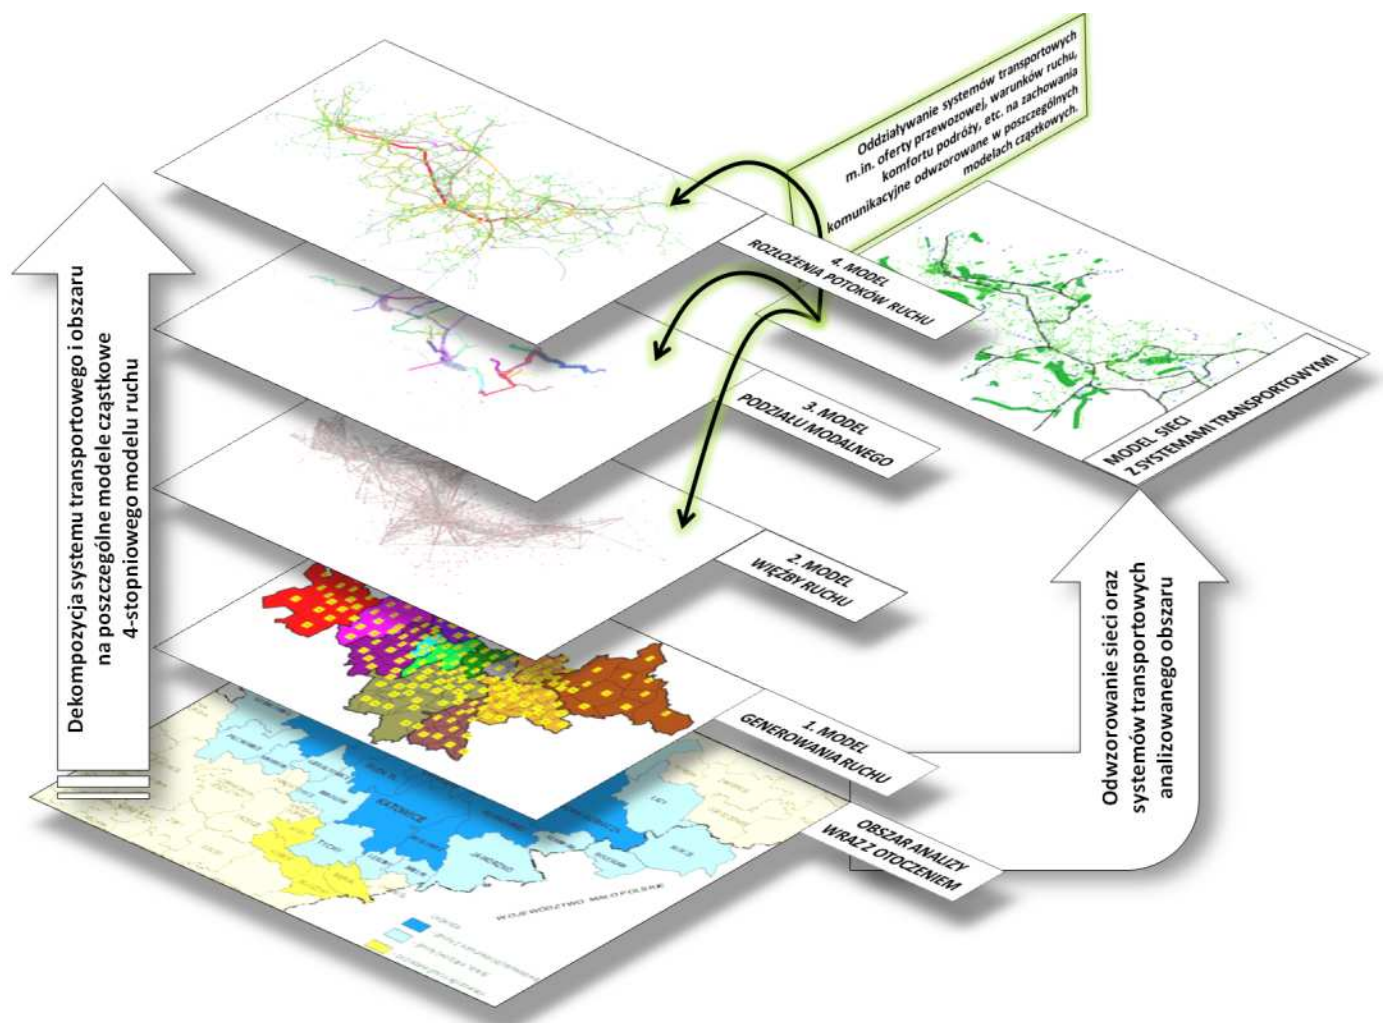 Oddziaływanie systemów transportowych
m.in. oferty przewozowej, warunków ruchu,
komfortu podróży, etc. na zachowania
komunikacyjne odwzorowane w poszczególnych
modelach cząstkowych.
4. MODEL
ROZŁOŻENIA POTOKÓW RUCHU
MODEL SIECI
Z SYSTEMAMI TRANSPORTOWYMI
3. MODEL
PODZIAŁU MODALNEGO
2. MODEL
WIĘŹBY RUCHU
1. MODEL
GENEROWANIA RUCHU
OBSZAR ANALIZY
WRAZ Z OTOCZENIEM
Dekompozycja systemu transportowego i obszaru
na poszczególne modele cząstkowe
4-stopniowego modelu ruchu
Odwzorowanie sieci oraz
systemów transportowych
analizowanego obszaru
KATOWICE
TYCHY
JAWORZNO
WOJEWÓDZTWO MAŁOPOLSKIE